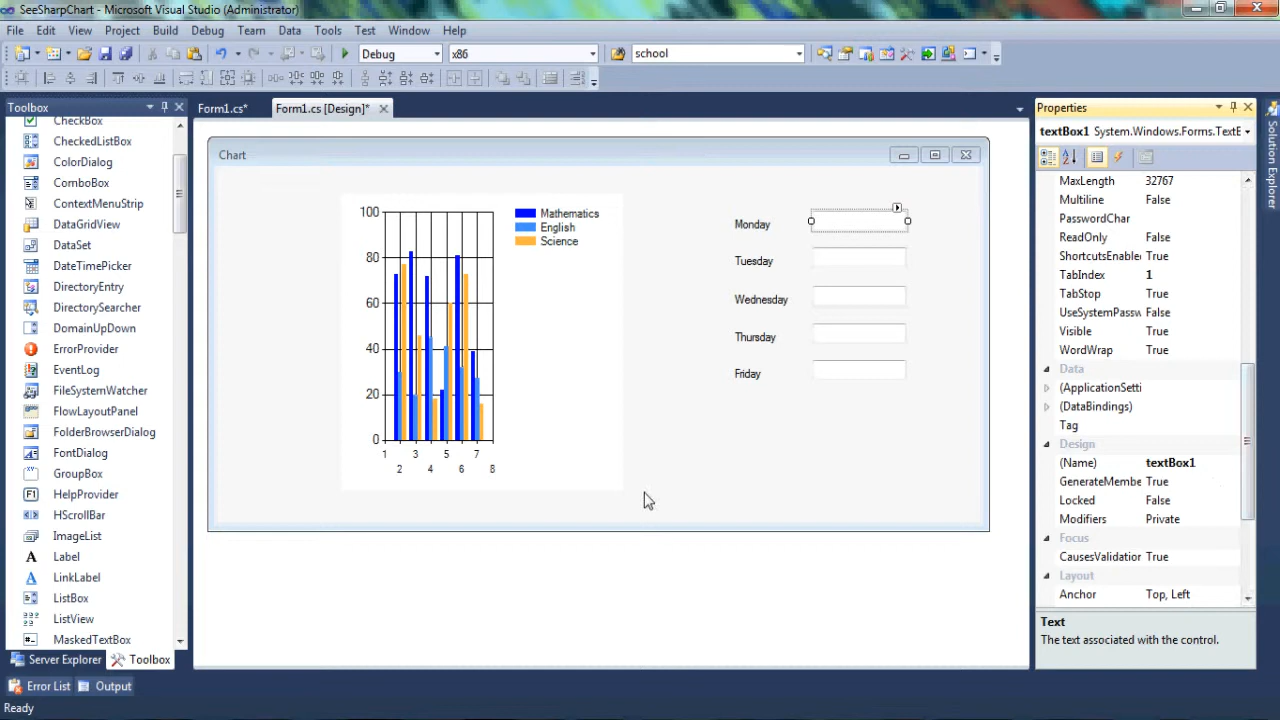 SeeSharpChart - Microsoft Visual Studio (Administrator)
File Edit View Project Build Debug Team Data Tools Test Window Help
Debug x86 school
Toolbox
CheckBox
CheckedListBox
ColorDialog
ComboBox
ContextMenuStrip
DataGridView
DataSet
DateTimePicker
DirectoryEntry
DirectorySearcher
DomainUpDown
ErrorProvider
EventLog
FileSystemWatcher
FlowLayoutPanel
FolderBrowserDialog
FontDialog
GroupBox
HelpProvider
HScrollBar
ImageList
A Label
A LinkLabel
ListBox
ListView
MaskedTextBox
Server Explorer Toolbox
Error List Output
Ready
Form1.cs* Form1.cs [Design]*
Chart
100
80
60
40
20
0
1 3 5 7
2 4 6 8
Mathematics
English
Science
Monday
Tuesday
Wednesday
Thursday
Friday
Properties
textBox1 System.Windows.Forms.TextE
MaxLength 32767
Multiline False
PasswordChar
ReadOnly False
ShortcutsEnable True
TabIndex 1
TabStop True
UseSystemPassw False
Visible True
WordWrap True
Data
(ApplicationSetti
(DataBindings)
Tag
Design
(Name) textBox1
GenerateMembe True
Locked False
Modifiers Private
Focus
CausesValidation True
Layout
Anchor Top, Left
Text
The text associated with the control.
Solution Explorer